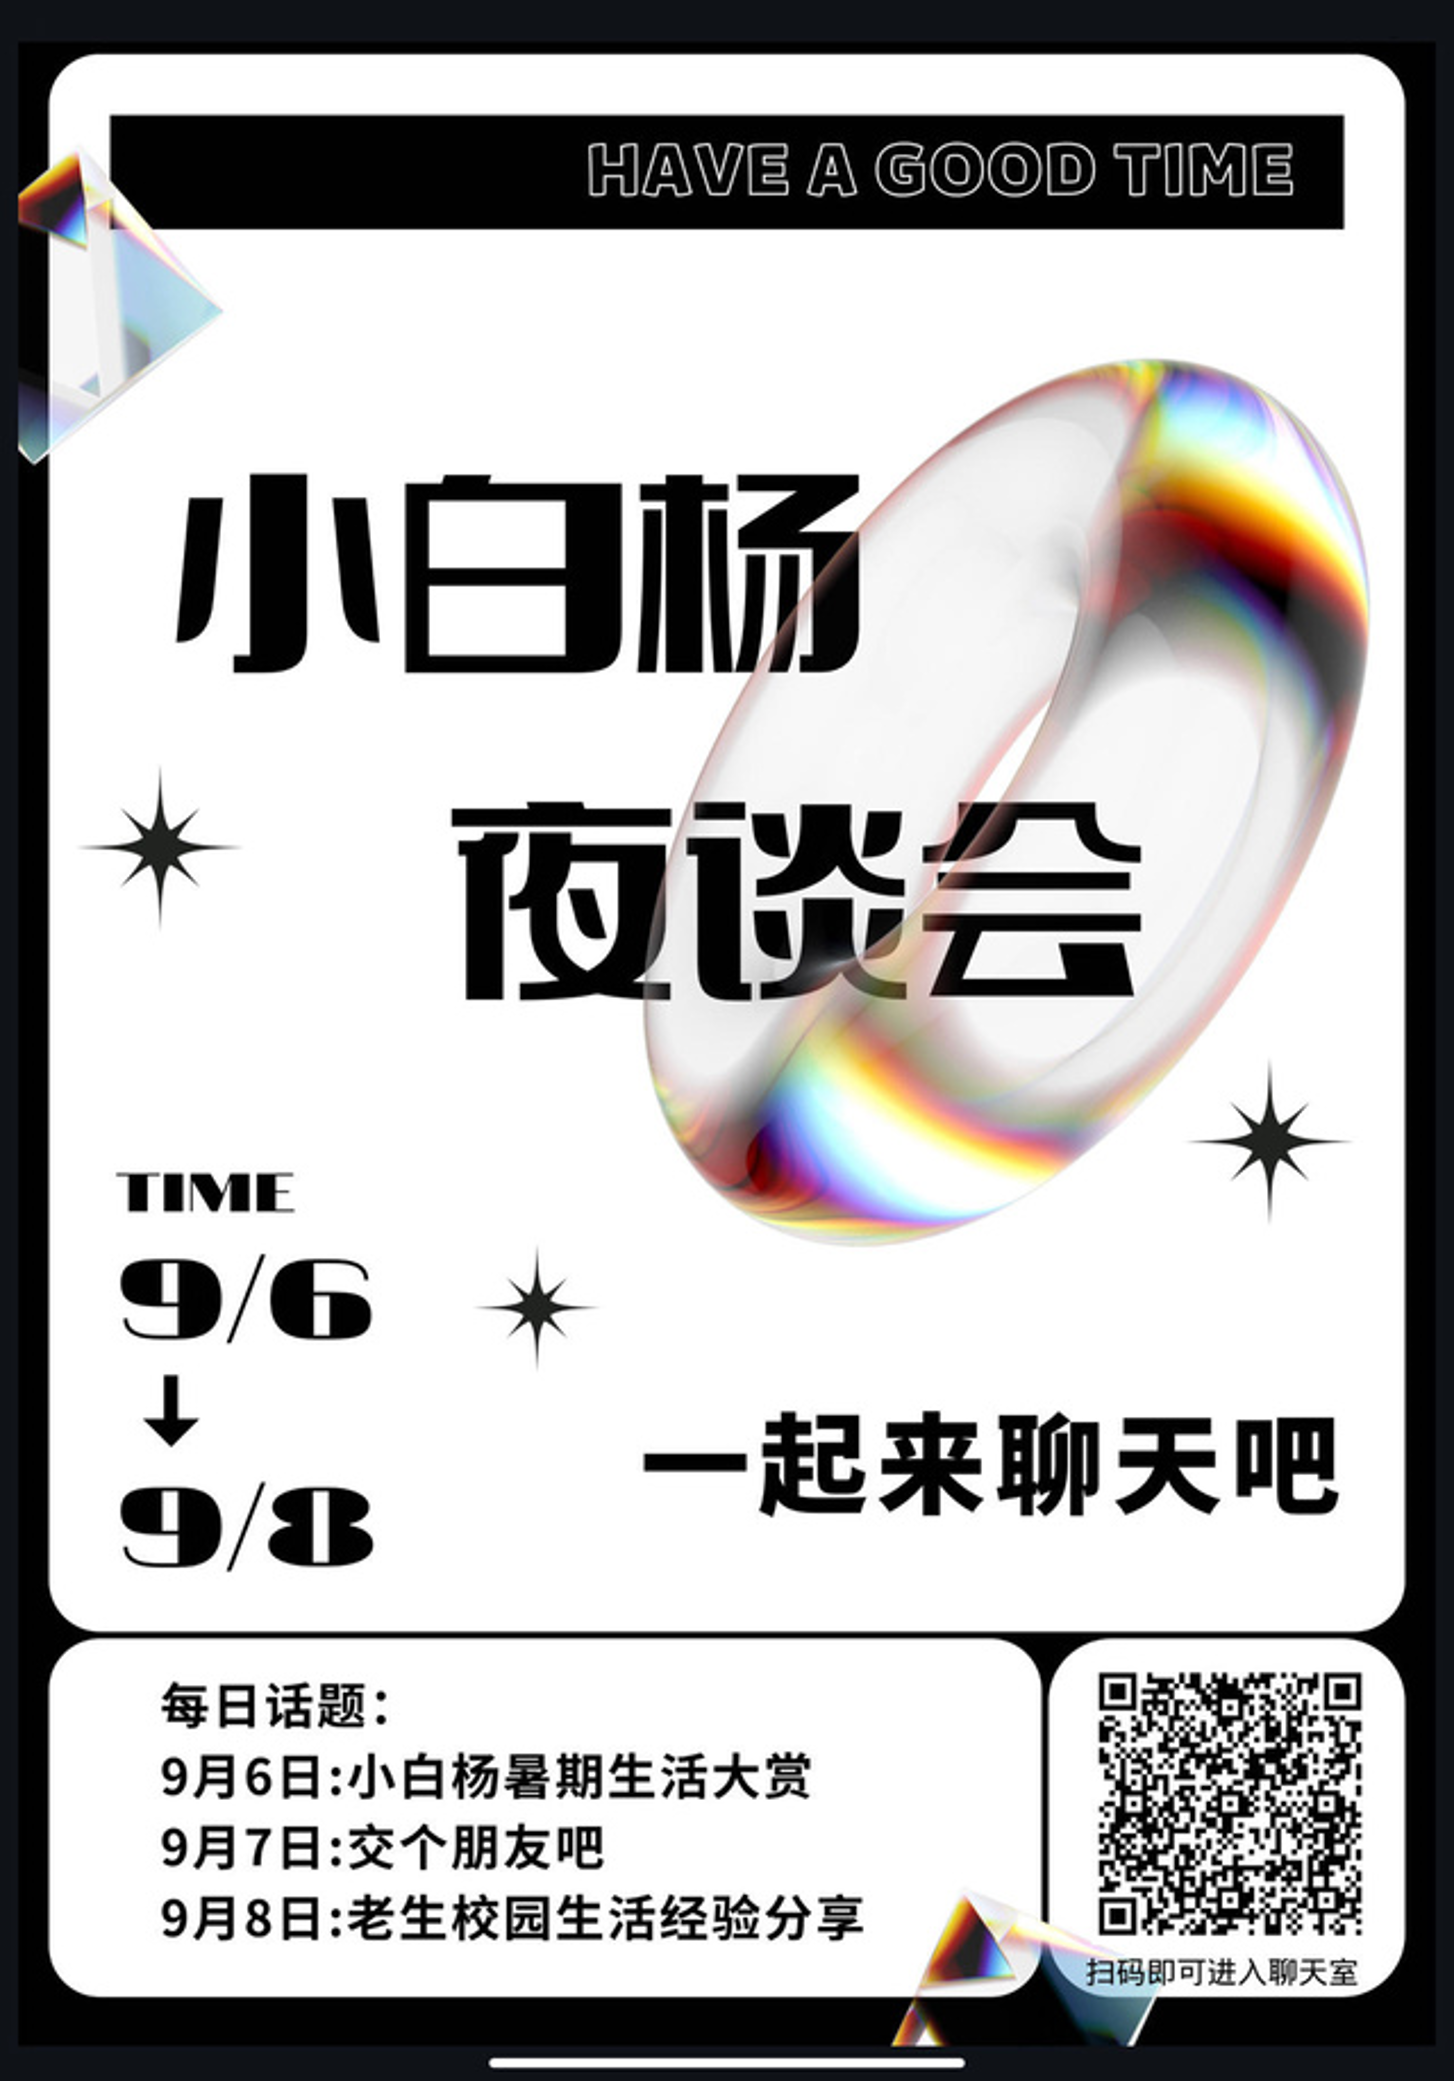 HAVE A GOOD TIME
小白杨
夜谈会
TIME
9/6
9/8
一起来聊天吧
每日话题：
9月6日:小白杨暑期生活大赏
9月7日:交个朋友吧
9月8日:老生校园生活经验分享
扫码即可进入聊天室